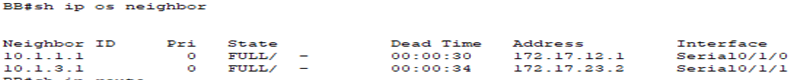 BB#sh ip os neighbor
Neighbor ID Pri State Dead Time Address Interface
10.1.1.1 0 FULL/ - 00:00:30 172.17.12.1 Serial0/1/0
10.1.3.1 0 FULL/ - 00:00:34 172.17.23.2 Serial0/1/1